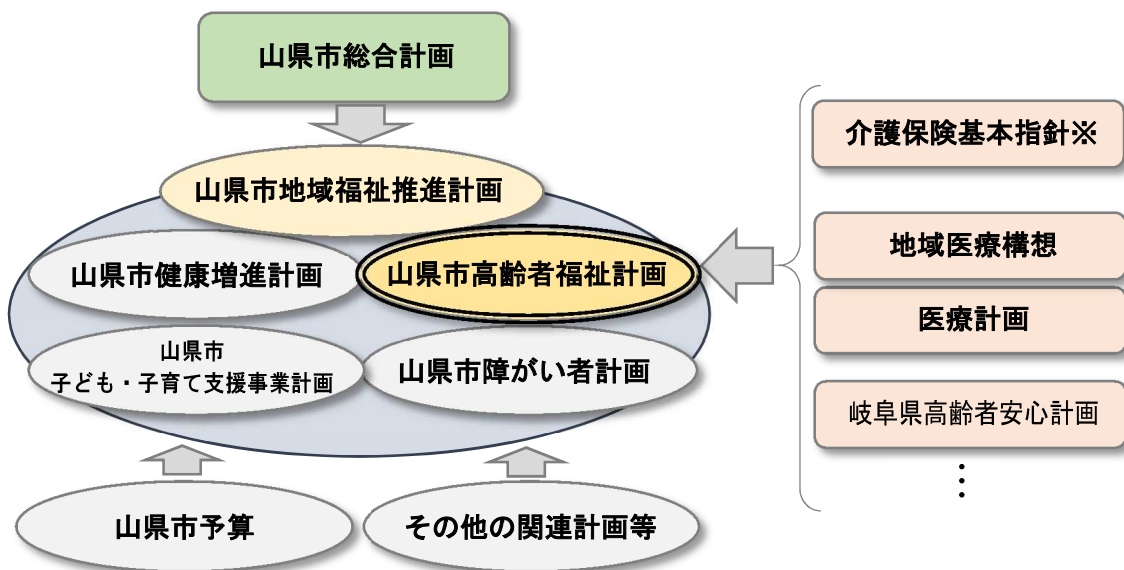 山県市総合計画
山県市地域福祉推進計画
山県市健康増進計画
山県市高齢者福祉計画
山県市
子ども・子育て支援事業計画
山県市障がい者計画
山県市予算
その他の関連計画等
介護保険基本指針※
地域医療構想
医療計画
岐阜県高齢者安心計画
⋮